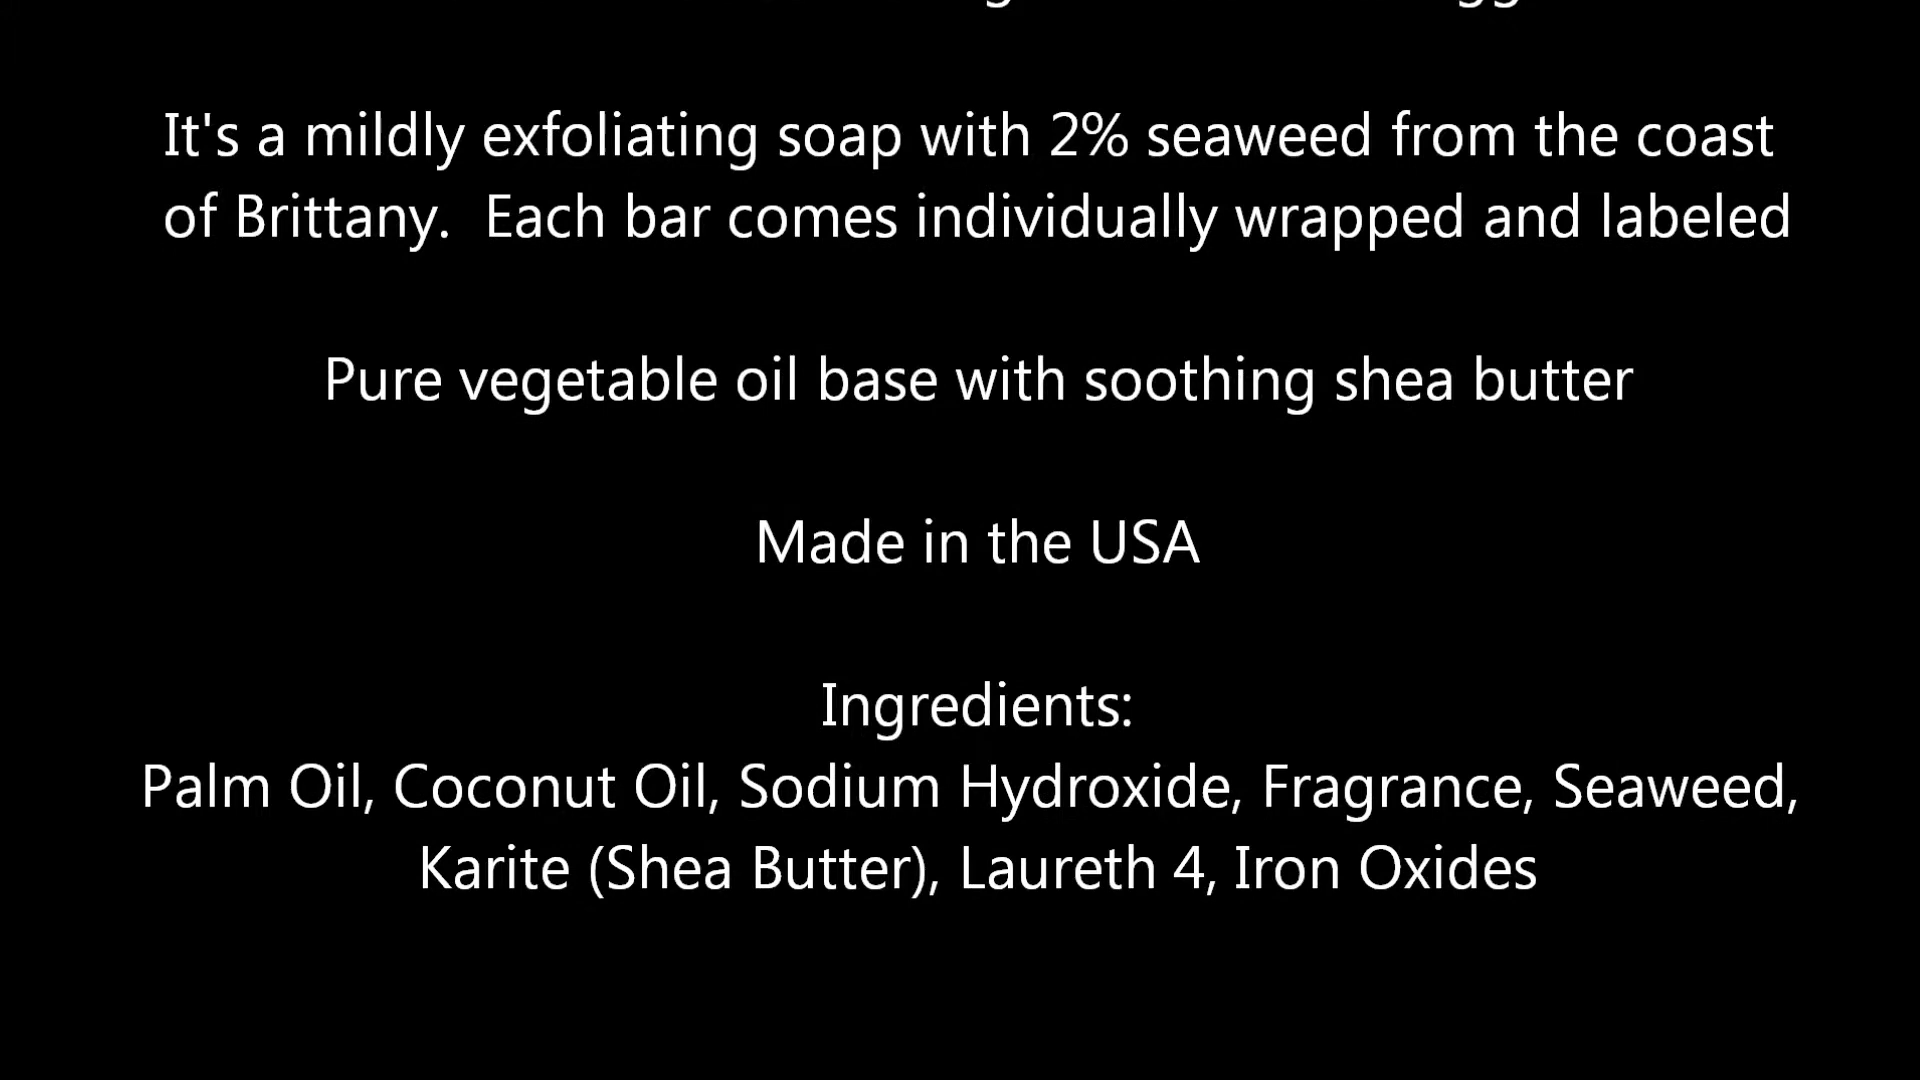 It's a mildly exfoliating soap with 2% seaweed from the coast
of Brittany.  Each bar comes individually wrapped and labeled
Pure vegetable oil base with soothing shea butter
Made in the USA
Ingredients:
Palm Oil, Coconut Oil, Sodium Hydroxide, Fragrance, Seaweed,
Karite (Shea Butter), Laureth 4, Iron Oxides